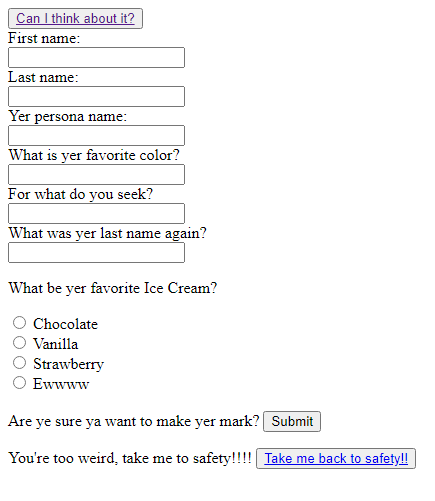 Can I think about it?
First name:
Last name:
Yer persona name:
What is yer favorite color?
For what do you seek?
What was yer last name again?
What be yer favorite Ice Cream?
Chocolate
Vanilla
Strawberry
Ewwww
Are ye sure ya want to make yer mark? Submit
You're too weird, take me to safety!!!! Take me back to safety!!